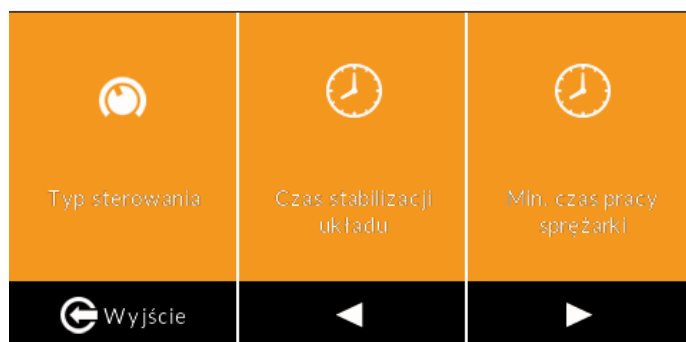 Typ sterowania
Czas stabilizacji
układu
Min. czas pracy
sprężarki
Wyjście